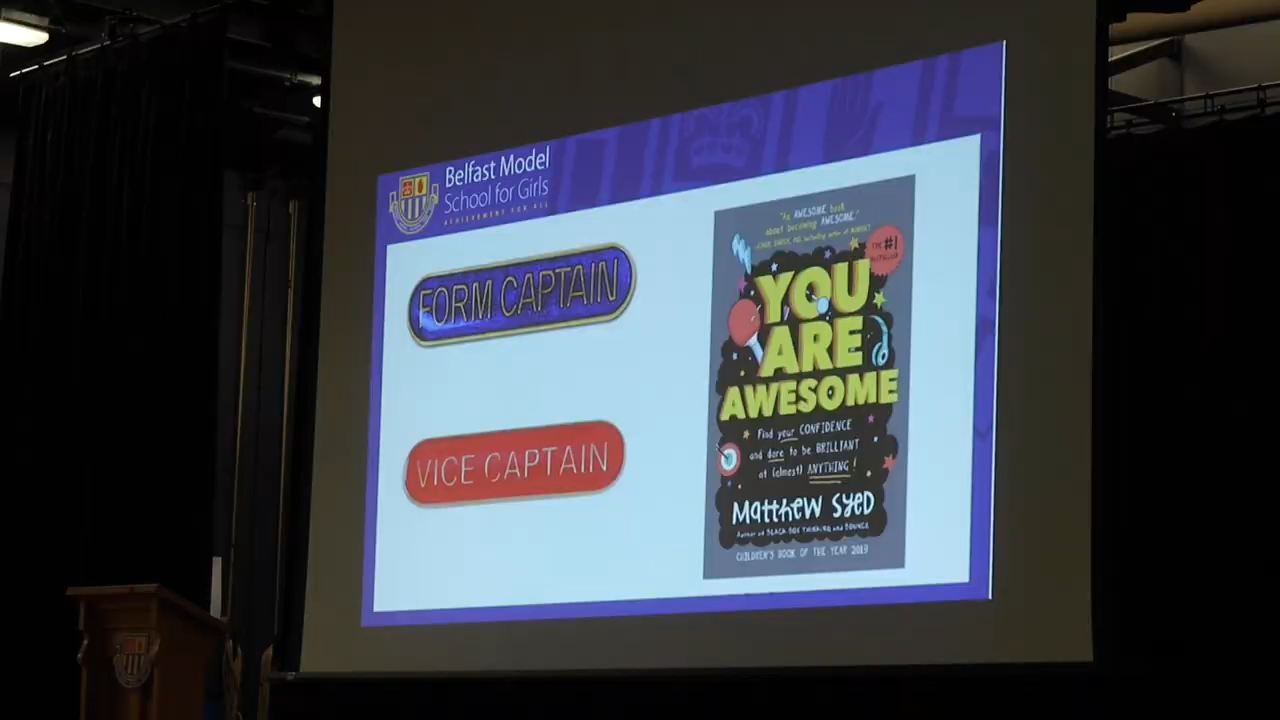 Belfast Model
School for Girls
ACHIEVEMENT FOR ALL
FORM CAPTAIN
VICE CAPTAIN
"An AWESOME book
about becoming AWESOME."
THE #1
BESTSELLER
YOU
ARE
AWESOME
Find your CONFIDENCE
and dare to be BRILLIANT
at (almost) ANYTHING!
Matthew Syed
Author of BLACK BOX THINKING and BOUNCE
CHILDREN'S BOOK OF THE YEAR 2019